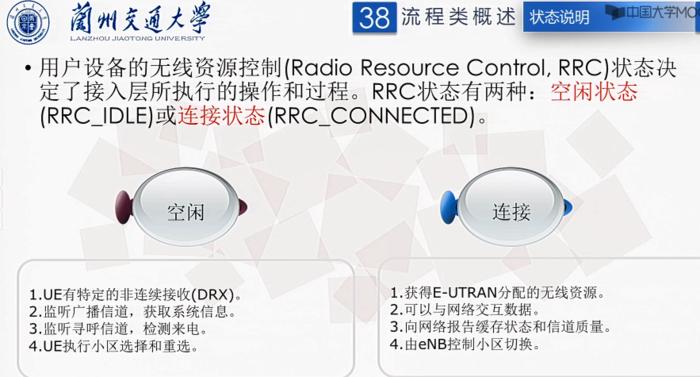 蘭州交通大学
LANZHOU JIAOTONG UNIVERSITY
38 流程类概述 状态说明 中国大学MO
• 用户设备的无线资源控制(Radio Resource Control, RRC)状态决
定了接入层所执行的操作和过程。RRC状态有两种：空闲状态
(RRC_IDLE)或连接状态(RRC_CONNECTED)。
空闲
连接
1.UE有特定的非连续接收(DRX)。
2.监听广播信道，获取系统信息。
3.监听寻呼信道，检测来电。
4.UE执行小区选择和重选。
1.获得E-UTRAN分配的无线资源。
2.可以与网络交互数据。
3.向网络报告缓存状态和信道质量。
4.由eNB控制小区切换。